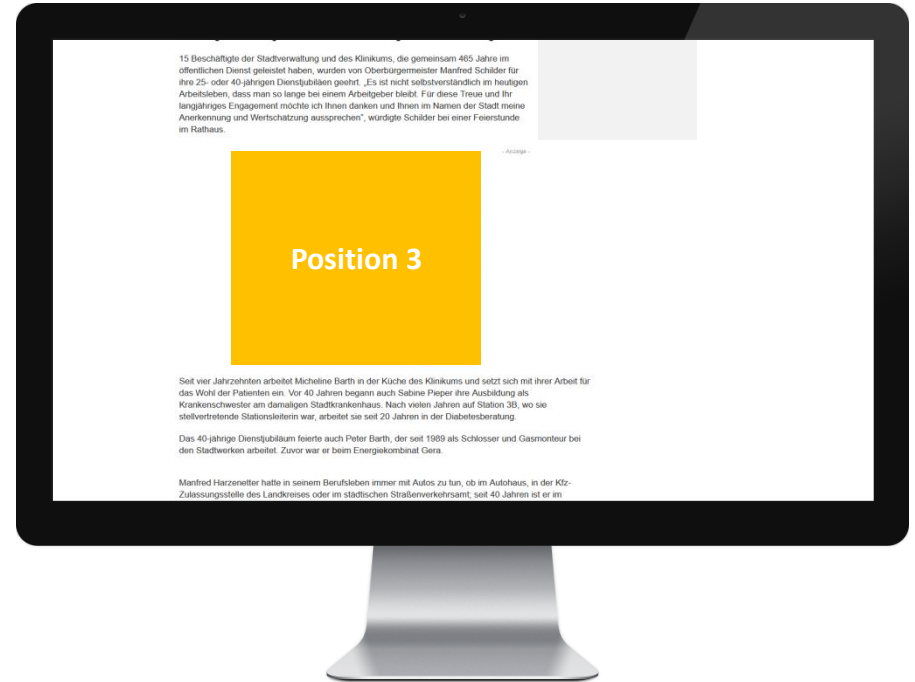 15 Beschäftigte der Stadtverwaltung und des Klinikums, die gemeinsam 465 Jahre im
öffentlichen Dienst geleistet haben, wurden von Oberbürgermeister Manfred Schilder für
ihre 25- oder 40-jährigen Dienstjubiläen geehrt. „Es ist nicht selbstverständlich im heutigen
Arbeitsleben, dass man so lange bei einem Arbeitgeber bleibt. Für diese Treue und Ihr
langjähriges Engagement möchte ich Ihnen danken und Ihnen im Namen der Stadt meine
Anerkennung und Wertschätzung aussprechen", würdigte Schilder bei einer Feierstunde
im Rathaus.
- Anzeige -
Position 3
Seit vier Jahrzehnten arbeitet Micheline Barth in der Küche des Klinikums und setzt sich mit ihrer Arbeit für
das Wohl der Patienten ein. Vor 40 Jahren begann auch Sabine Pieper ihre Ausbildung als
Krankenschwester am damaligen Stadtkrankenhaus. Nach vielen Jahren auf Station 3B, wo sie
stellvertretende Stationsleiterin war, arbeitet sie seit 20 Jahren in der Diabetesberatung.
Das 40-jährige Dienstjubiläum feierte auch Peter Barth, der seit 1989 als Schlosser und Gasmonteur bei
den Stadtwerken arbeitet. Zuvor war er beim Energiekombinat Gera.
Manfred Harzenetter hatte in seinem Berufsleben immer mit Autos zu tun, ob im Autohaus, in der Kfz-
Zulassungsstelle des Landkreises oder im städtischen Straßenverkehrsamt; seit 40 Jahren ist er im